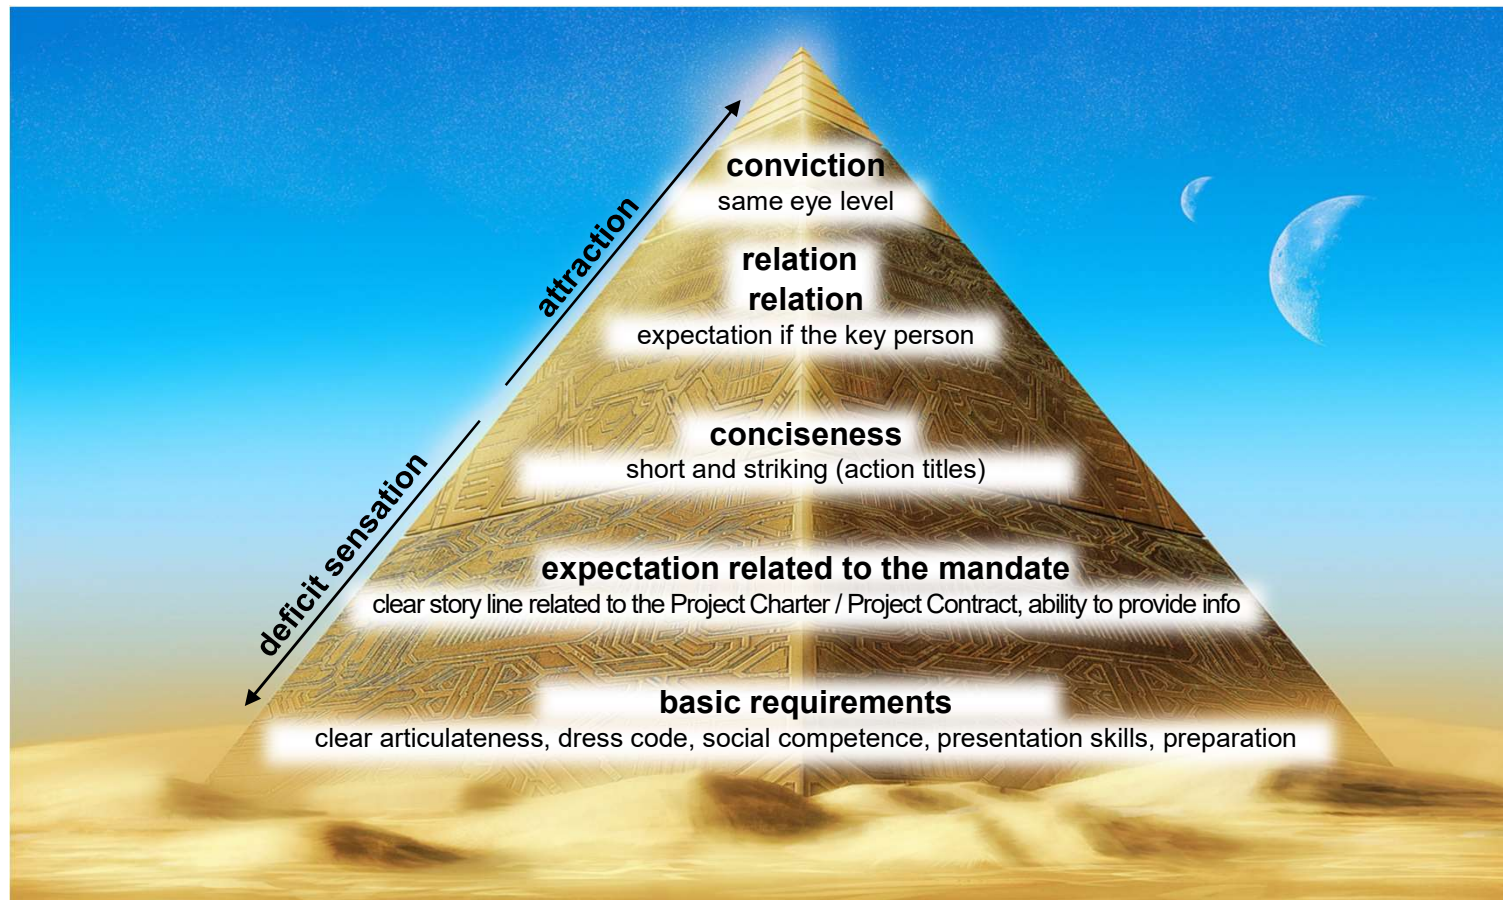 conviction
same eye level
relation
relation
expectation if the key person
conciseness
short and striking (action titles)
expectation related to the mandate
clear story line related to the Project Charter / Project Contract, ability to provide info
basic requirements
clear articulateness, dress code, social competence, presentation skills, preparation
attraction
deficit sensation